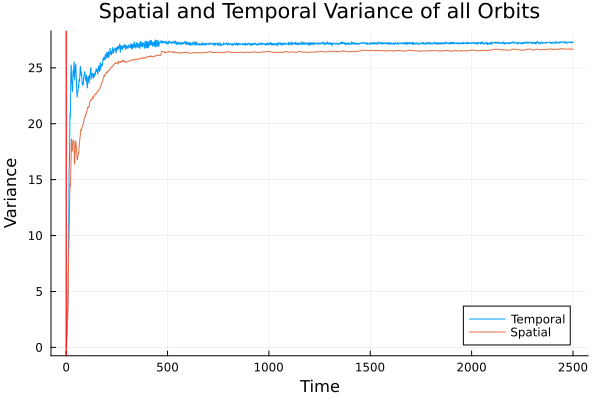 Spatial and Temporal Variance of all Orbits
Variance
25
20
15
10
5
0
Temporal
Spatial
0 500 1000 1500 2000 2500
Time